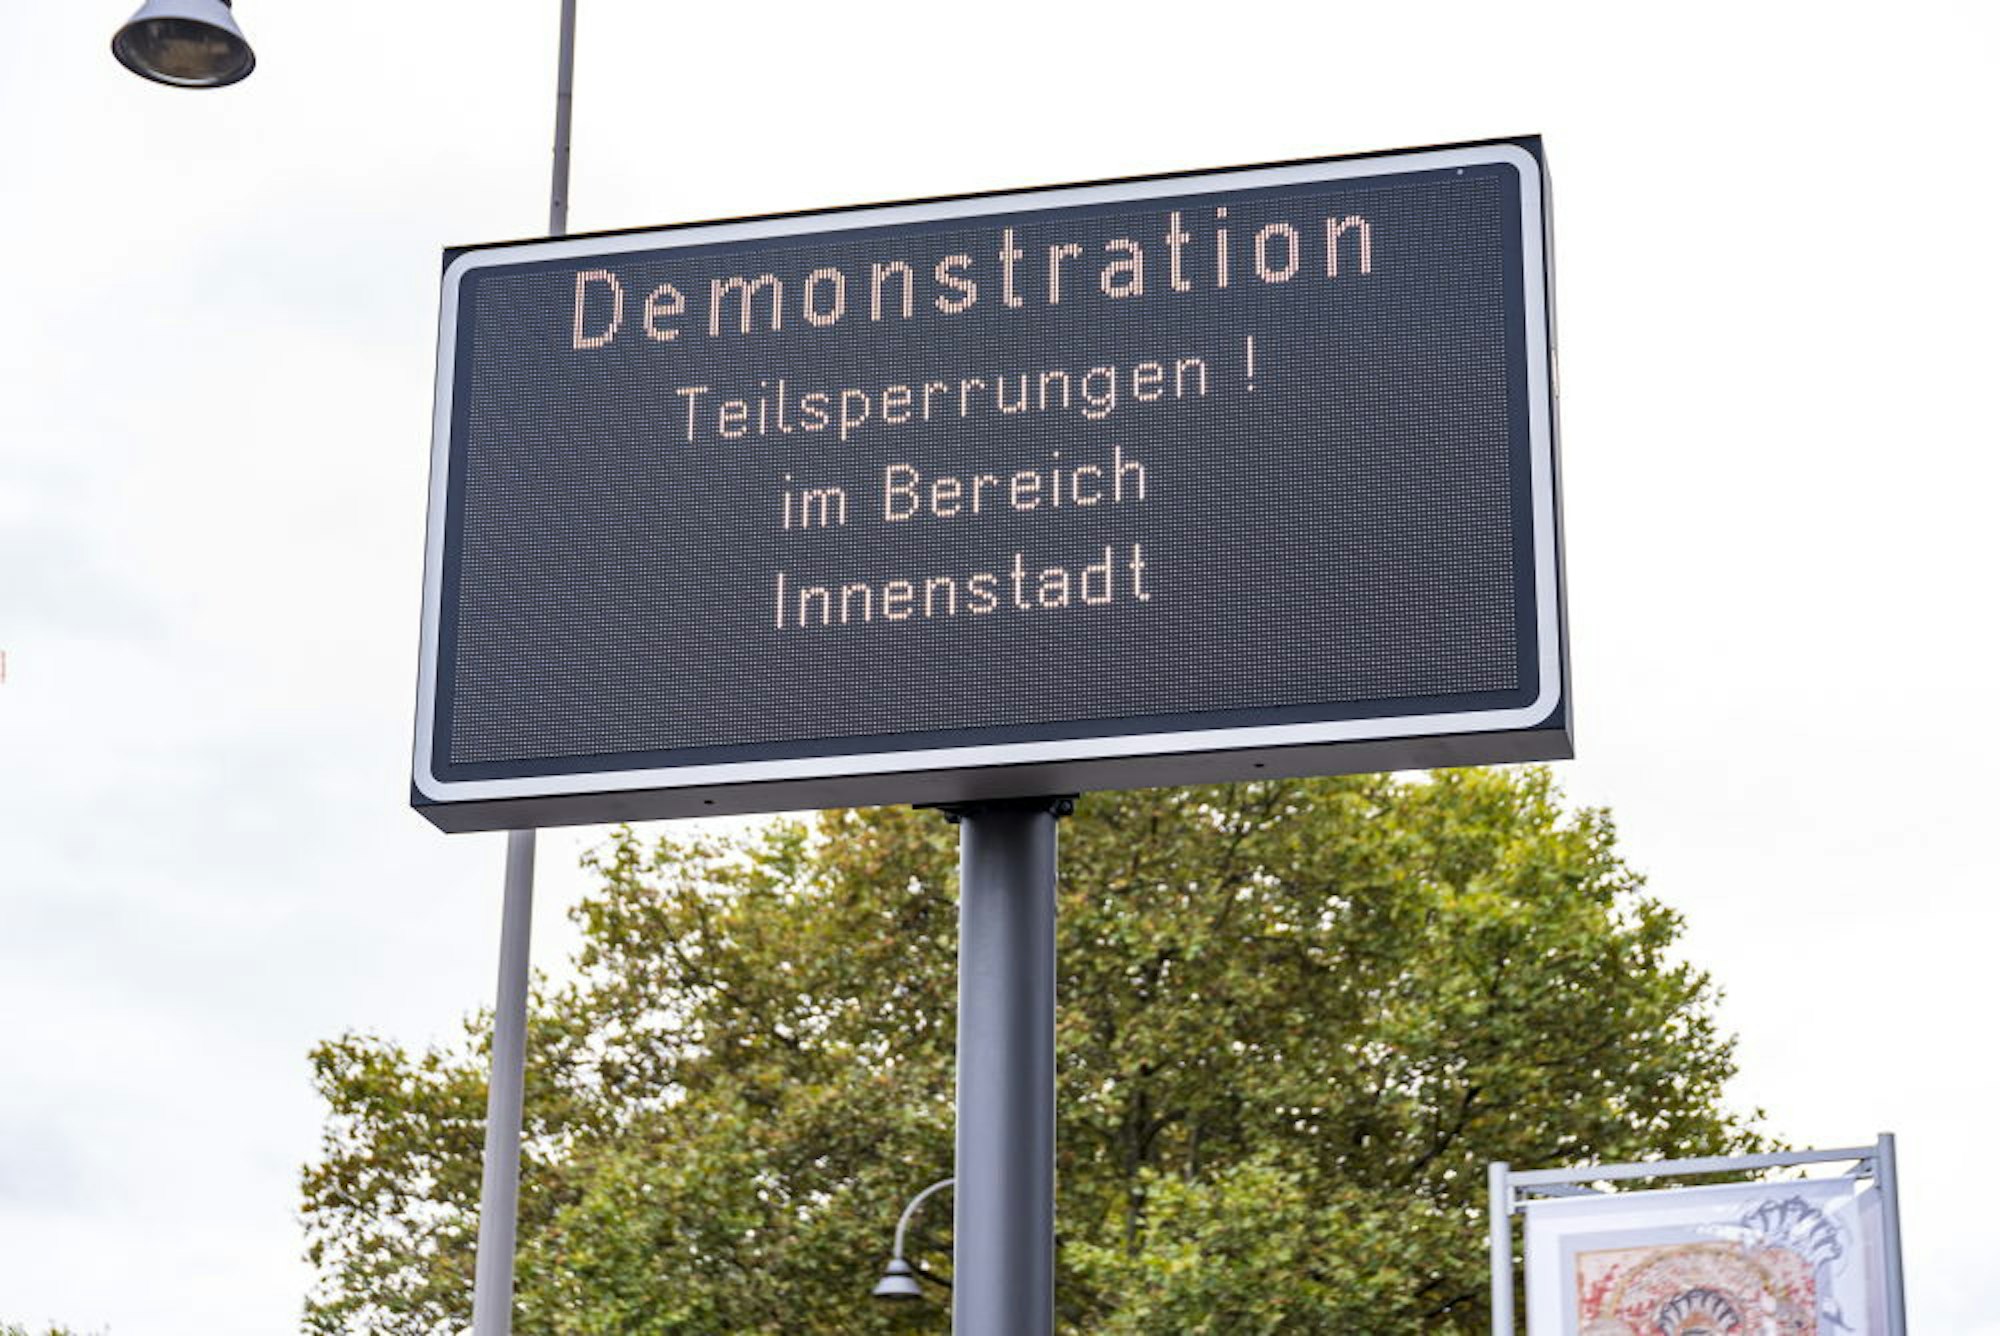 Demonstration
Teilsperrungen !
im Bereich
Innenstadt